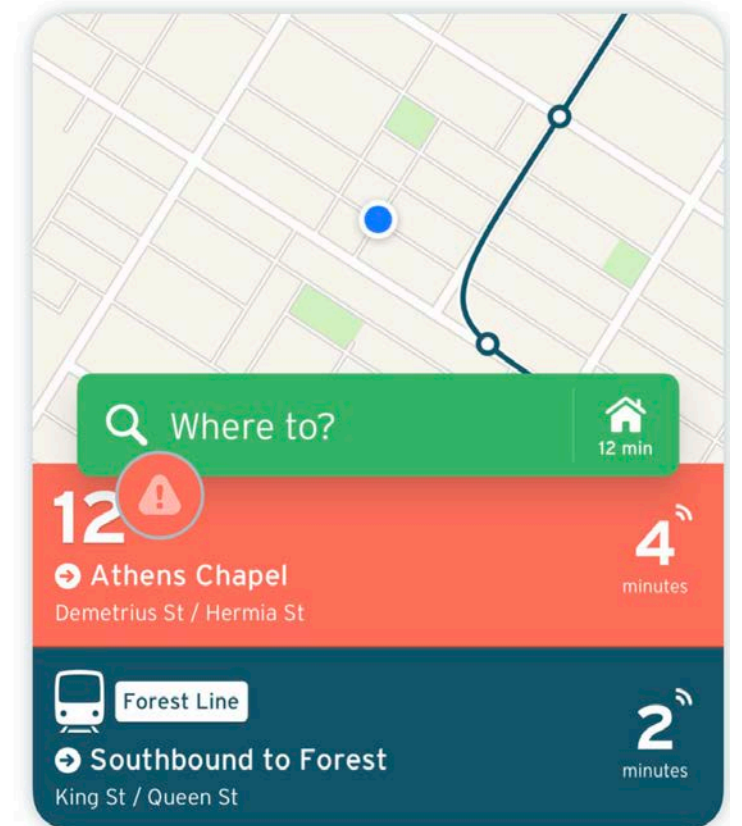 Where to?
12 min
12
Athens Chapel
Demetrius St / Hermia St
4
minutes
Forest Line
Southbound to Forest
King St / Queen St
2
minutes